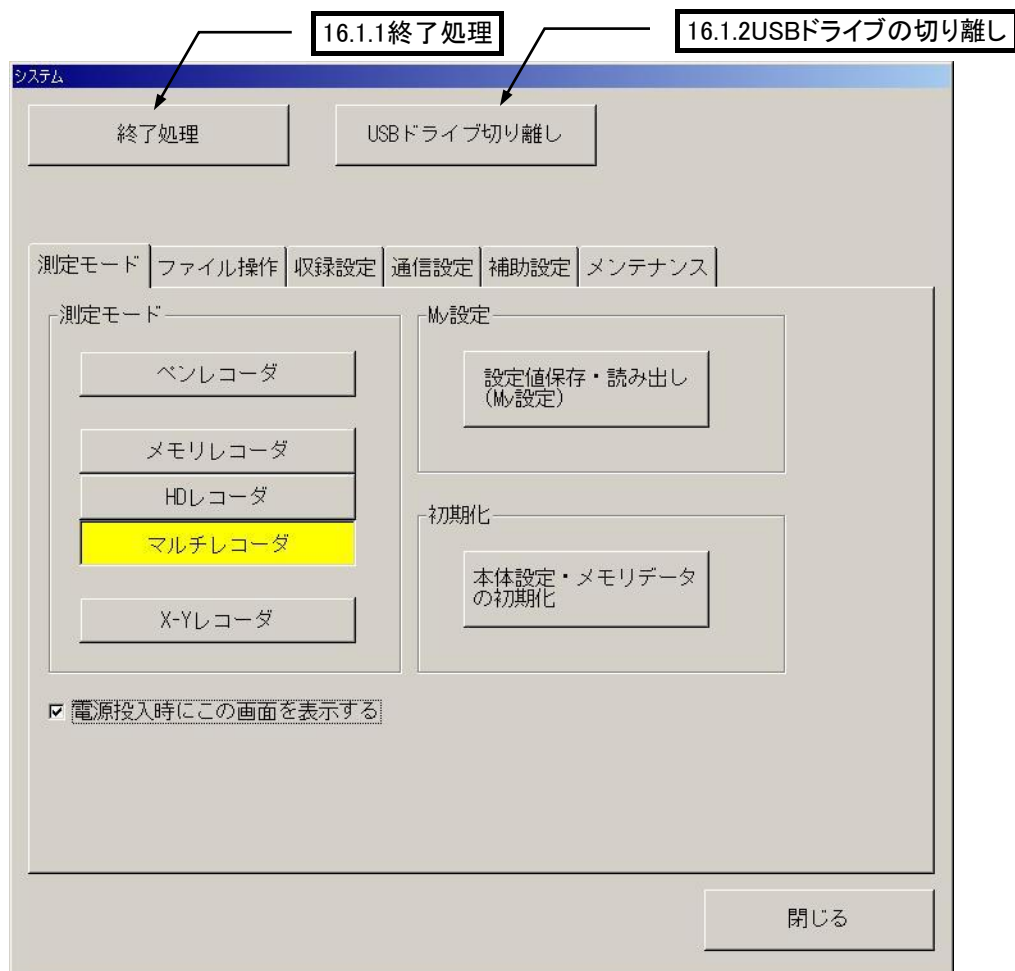 16.1.1終了処理
16.1.2USBドライブの切り離し
システム
終了処理
USBドライブ切り離し
測定モード
ファイル操作
収録設定
通信設定
補助設定
メンテナンス
測定モード
ペンレコーダ
メモリレコーダ
HDレコーダ
マルチレコーダ
X-Yレコーダ
My設定
設定値保存・読み出し
(My設定)
初期化
本体設定・メモリデータ
の初期化
電源投入時にこの画面を表示する
閉じる